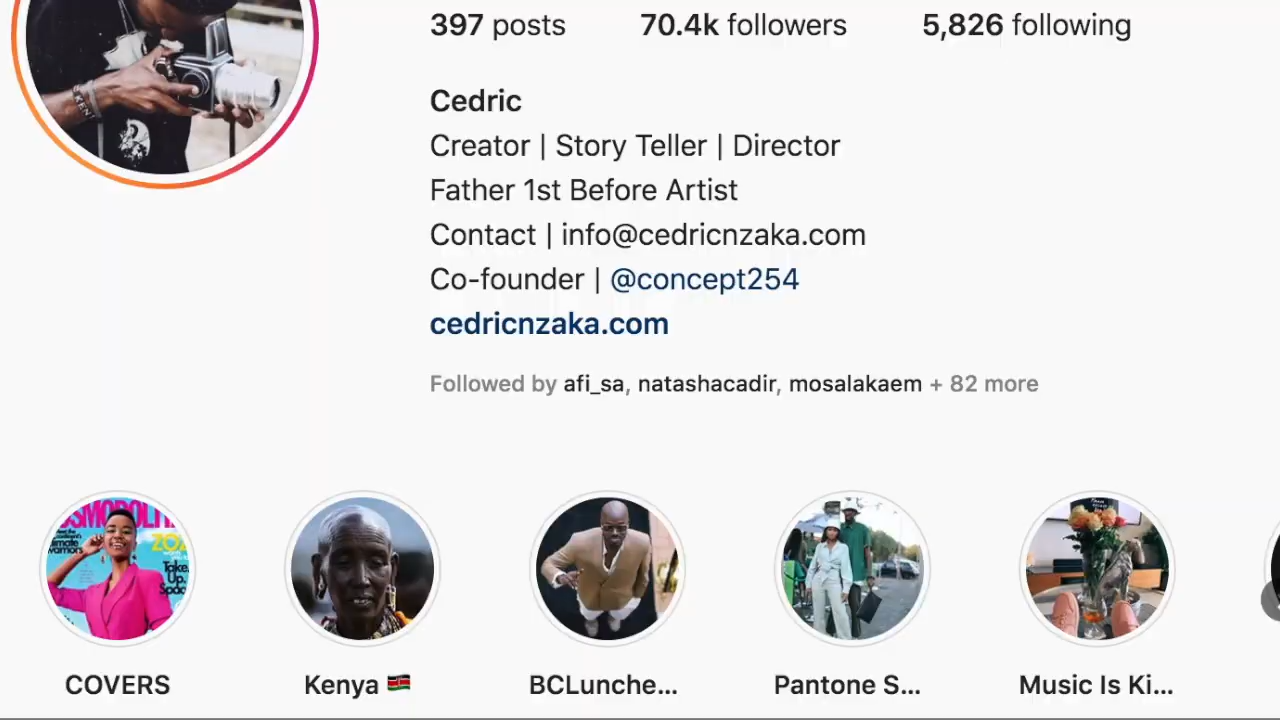 397 posts 70.4k followers 5,826 following
Cedric
Creator | Story Teller | Director
Father 1st Before Artist
Contact | info@cedricnzaka.com
Co-founder | @concept254
cedricnzaka.com
Followed by afi_sa, natashacadir, mosalakaem + 82 more
COVERS Kenya 🇰🇪 BCLunche... Pantone S... Music Is Ki...